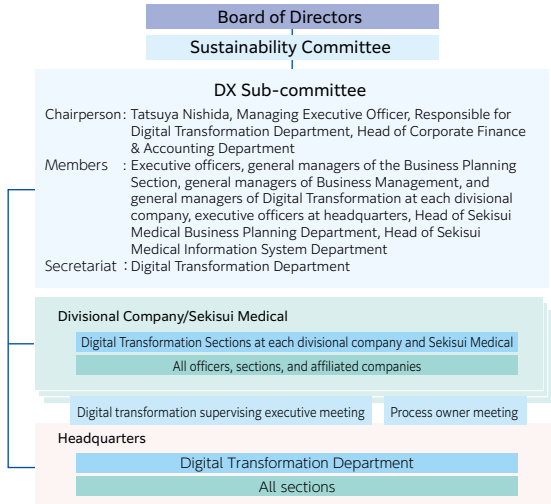 Board of Directors
Sustainability Committee
DX Sub-committee
Chairperson: Tatsuya Nishida, Managing Executive Officer, Responsible for
Digital Transformation Department, Head of Corporate Finance
& Accounting Department
Members : Executive officers, general managers of the Business Planning
Section, general managers of Business Management, and
general managers of Digital Transformation at each divisional
company, executive officers at headquarters, Head of Sekisui
Medical Business Planning Department, Head of Sekisui
Medical Information System Department
Secretariat : Digital Transformation Department
Divisional Company/Sekisui Medical
Digital Transformation Sections at each divisional company and Sekisui Medical
All officers, sections, and affiliated companies
Digital transformation supervising executive meeting
Process owner meeting
Headquarters
Digital Transformation Department
All sections